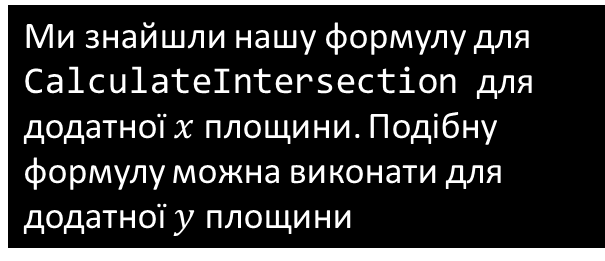 Ми знайшли нашу формулу для
CalculateIntersection для
додатної x площини. Подібну
формулу можна виконати для
додатної y площини